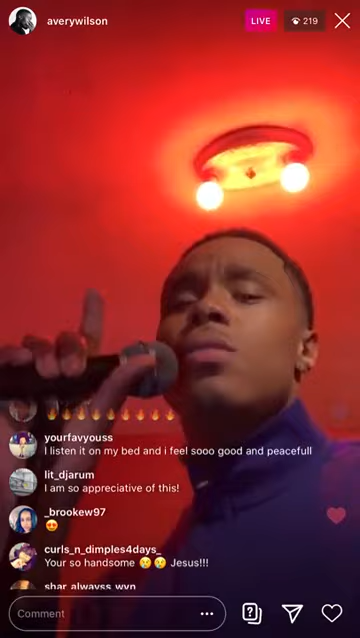 averywilson
LIVE
219
yourfavyouss
I listen it on my bed and i feel sooo good and peacefull
lit_djarum
I am so appreciative of this!
_brookew97
😍
curls_n_dimples4days_
Your so handsome 😢😢 Jesus!!!
shar_alwayss_wyn
Comment